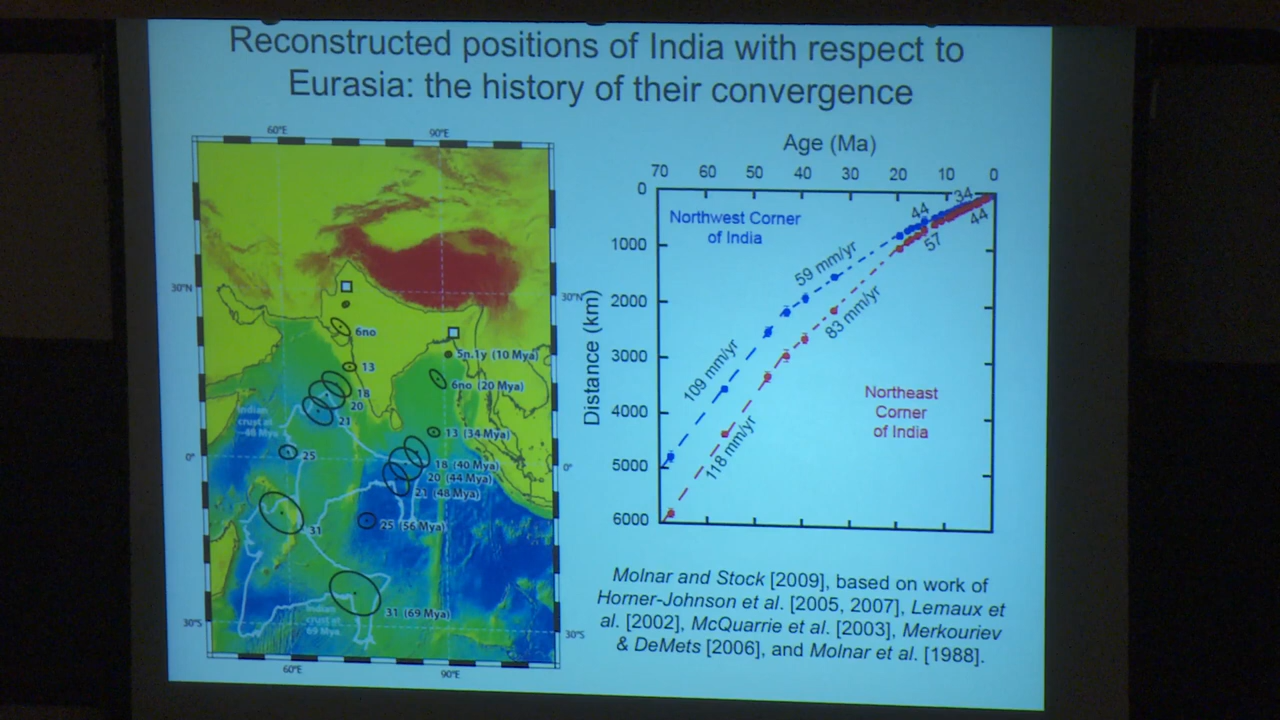 Reconstructed positions of India with respect to
Eurasia: the history of their convergence
60°E
90°E
30°N
30°N
6no
5n.1y (10 Mya)
13
6no (20 Mya)
18
20
21
Indian
crust at
~48 Mya
13 (34 Mya)
25
0°
0°
18 (40 Mya)
20 (44 Mya)
21 (48 Mya)
25 (56 Mya)
31
31 (69 Mya)
Indian
crust at
69 Mya
30°S
30°S
60°E
90°E
Age (Ma)
70 60 50 40 30 20 10 0
Distance (km)
0
1000
2000
3000
4000
5000
6000
Northwest Corner
of India
34
44
44
57
59 mm/yr
83 mm/yr
109 mm/yr
118 mm/yr
Northeast
Corner
of India
Molnar and Stock [2009], based on work of
Horner-Johnson et al. [2005, 2007], Lemaux et
al. [2002], McQuarrie et al. [2003], Merkouriev
& DeMets [2006], and Molnar et al. [1988].